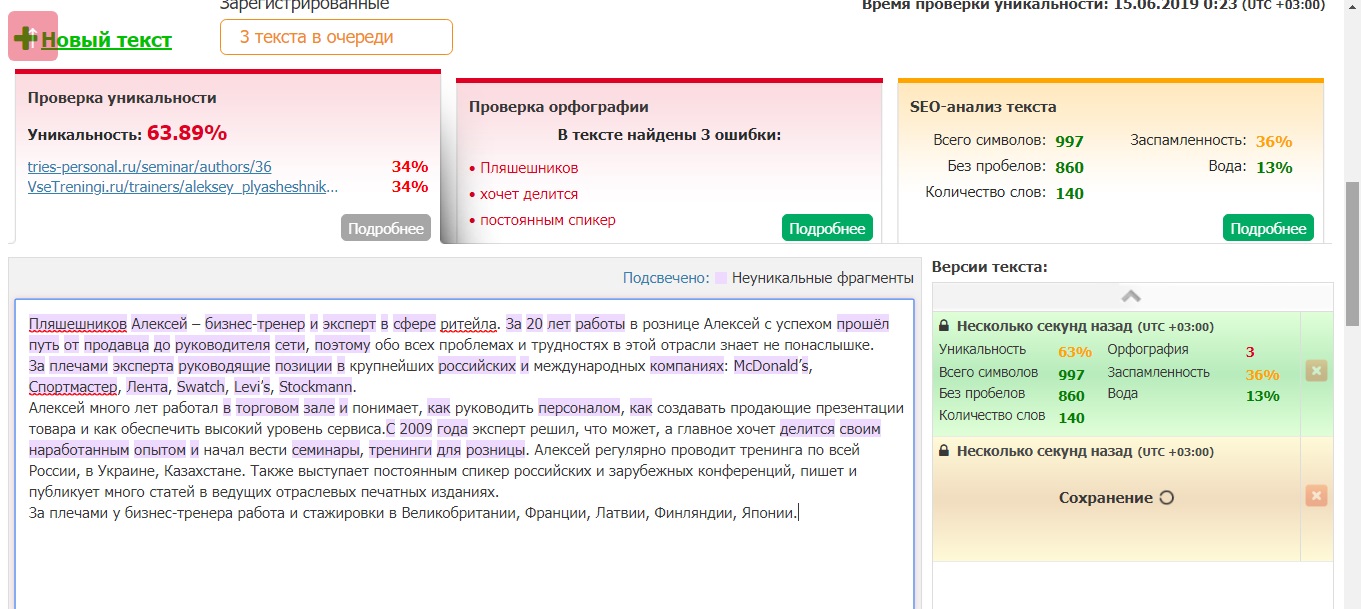 Зарегистрированные
Время проверки уникальности: 15.06.2019 0:23 (UTC +03:00)
Новый текст
3 текста в очереди
Проверка уникальности
Уникальность: 63.89%
tries-personal.ru/seminar/authors/36 34%
VseTreningi.ru/trainers/aleksey_plyasheshnik... 34%
Подробнее
Проверка орфографии
В тексте найдены 3 ошибки:
• Пляшешников
• хочет делится
• постоянным спикер
Подробнее
SEO-анализ текста
Всего символов: 997 Заспамленность: 36%
Без пробелов: 860 Вода: 13%
Количество слов: 140
Подробнее
Подсвечено: Неуникальные фрагменты
Пляшешников Алексей – бизнес-тренер и эксперт в сфере ритейла. За 20 лет работы в рознице Алексей с успехом прошёл
путь от продавца до руководителя сети, поэтому обо всех проблемах и трудностях в этой отрасли знает не понаслышке.
За плечами эксперта руководящие позиции в крупнейших российских и международных компаниях: McDonald’s,
Спортмастер, Лента, Swatch, Levi’s, Stockmann.
Алексей много лет работал в торговом зале и понимает, как руководить персоналом, как создавать продающие презентации
товара и как обеспечить высокий уровень сервиса.С 2009 года эксперт решил, что может, а главное хочет делится своим
наработанным опытом и начал вести семинары, тренинги для розницы. Алексей регулярно проводит тренинга по всей
России, в Украине, Казахстане. Также выступает постоянным спикер российских и зарубежных конференций, пишет и
публикует много статей в ведущих отраслевых печатных изданиях.
За плечами у бизнес-тренера работа и стажировки в Великобритании, Франции, Латвии, Финляндии, Японии.
Версии текста:
Несколько секунд назад (UTC +03:00)
Уникальность 63% Орфография 3
Всего символов 997 Заспамленность 36%
Без пробелов 860 Вода 13%
Количество слов 140
Несколько секунд назад (UTC +03:00)
Сохранение